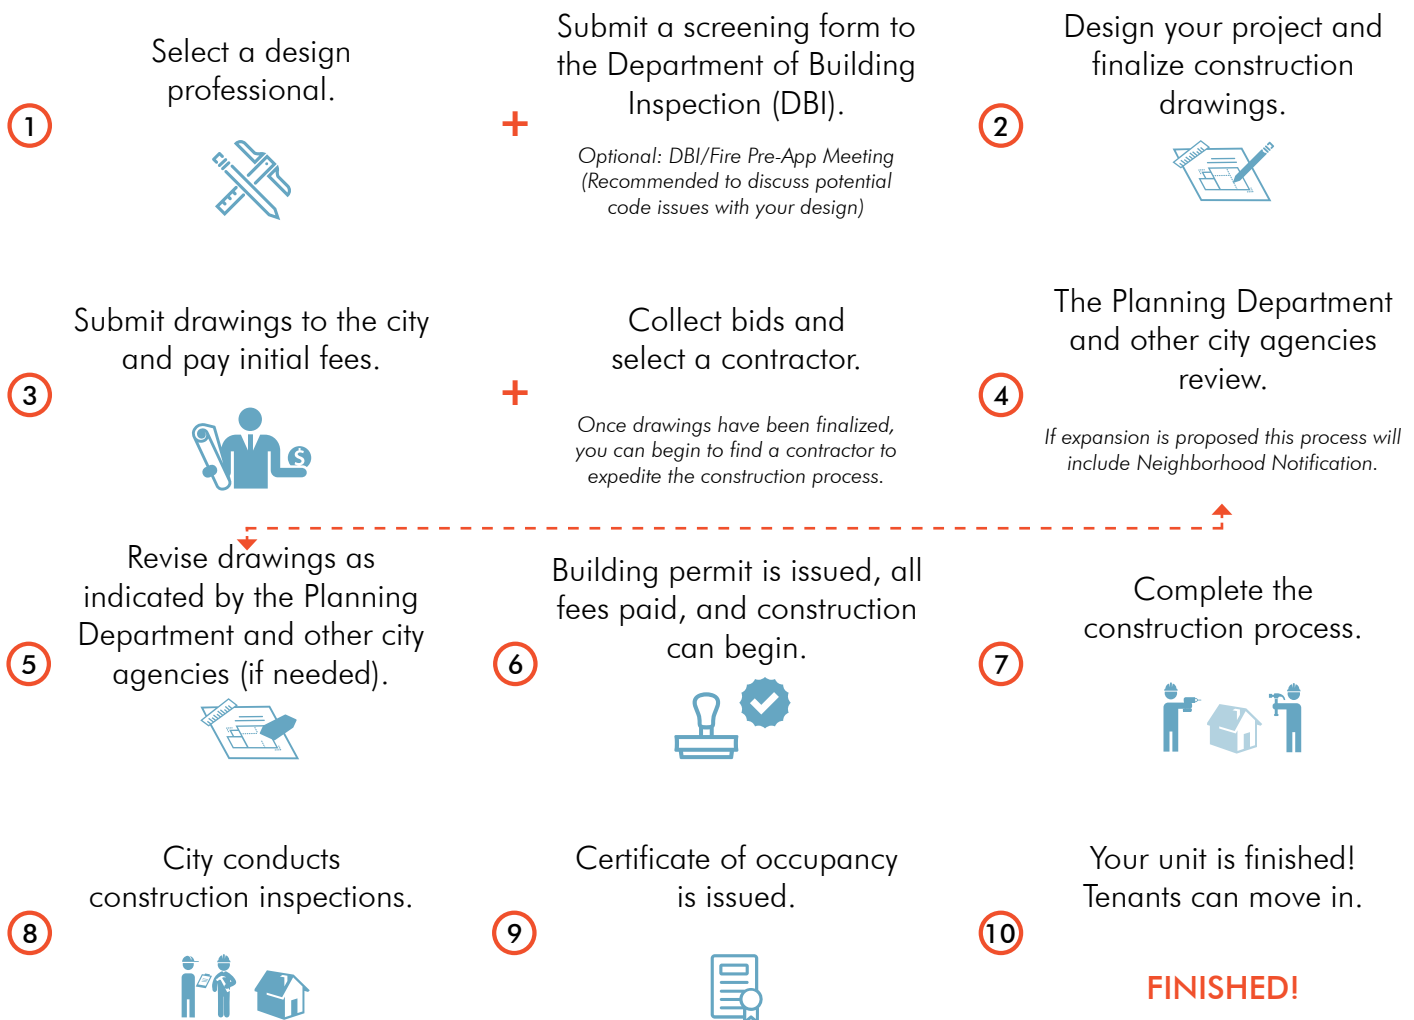 1
Select a design
professional.
+
Submit a screening form to
the Department of Building
Inspection (DBI).
Optional: DBI/Fire Pre-App Meeting
(Recommended to discuss potential
code issues with your design)
2
Design your project and
finalize construction
drawings.
3
Submit drawings to the city
and pay initial fees.
$
+
Collect bids and
select a contractor.
Once drawings have been finalized,
you can begin to find a contractor to
expedite the construction process.
4
The Planning Department
and other city agencies
review.
If expansion is proposed this process will
include Neighborhood Notification.
5
Revise drawings as
indicated by the Planning
Department and other city
agencies (if needed).
6
Building permit is issued, all
fees paid, and construction
can begin.
7
Complete the
construction process.
8
City conducts
construction inspections.
9
Certificate of occupancy
is issued.
10
Your unit is finished!
Tenants can move in.
FINISHED!